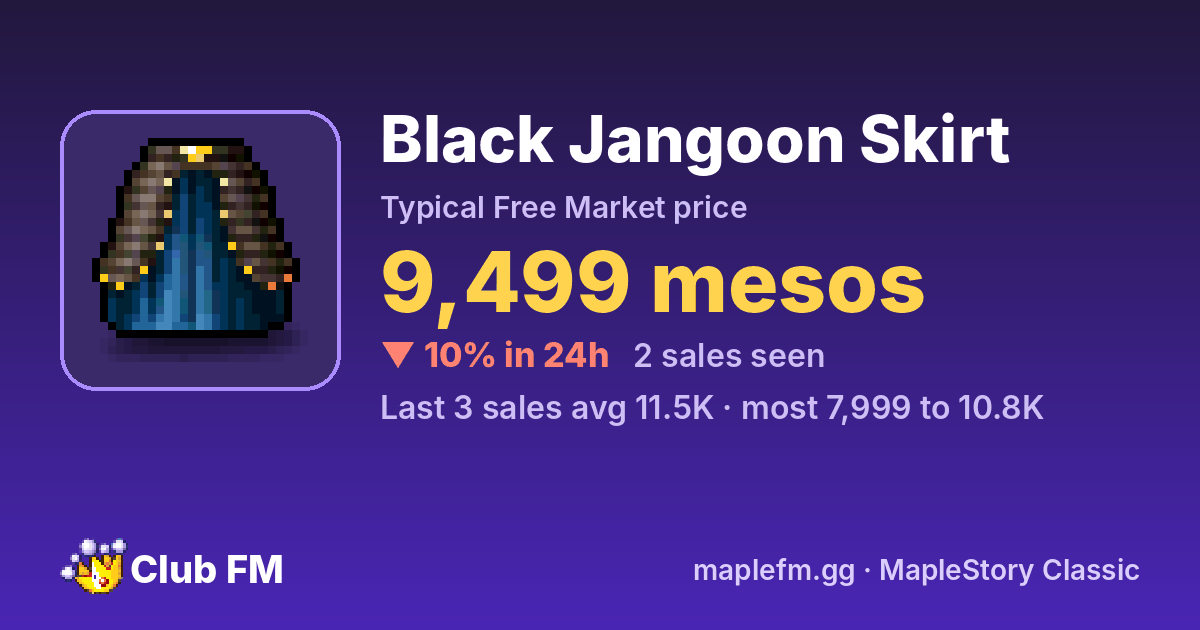 Black Jangoon Skirt
Typical Free Market price
9,499 mesos
▼ 10% in 24h 2 sales seen
Last 3 sales avg 11.5K · most 7,999 to 10.8K
Club FM
maplefm.gg · MapleStory Classic